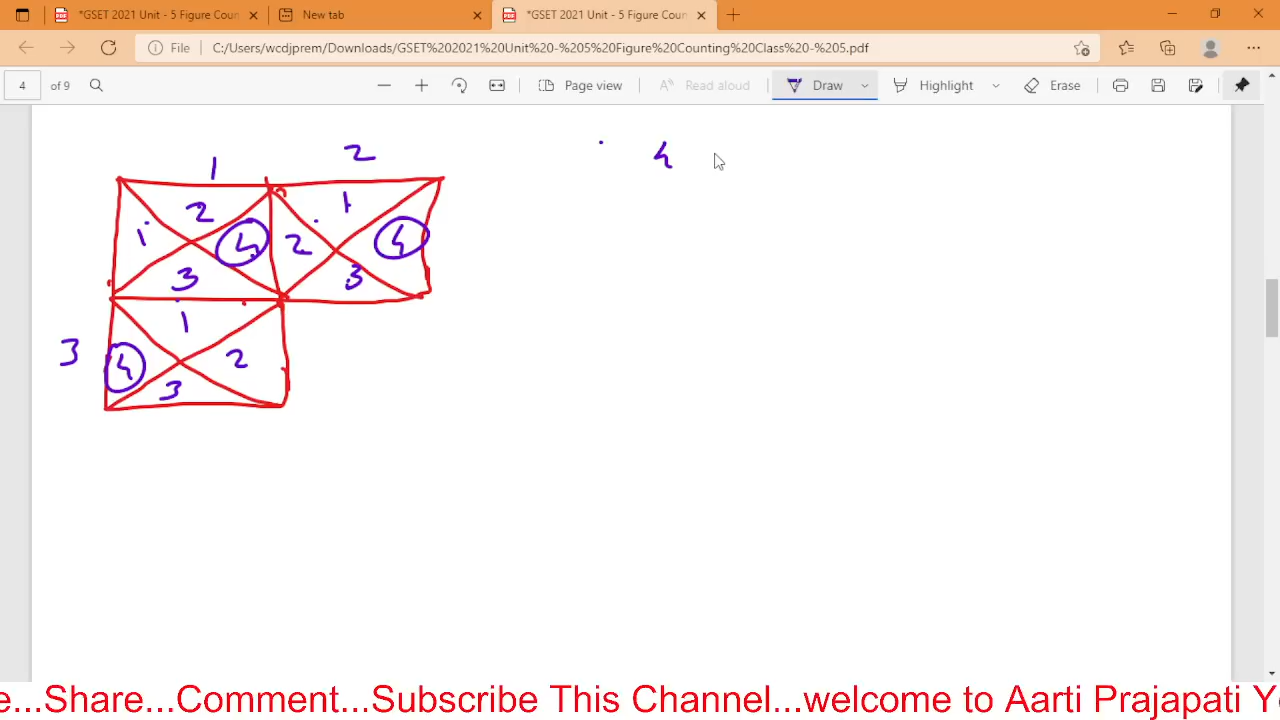 *GSET 2021 Unit - 5 Figure Coun
New tab
*GSET 2021 Unit - 5 Figure Coun
File
C:/Users/wcdjprem/Downloads/GSET%202021%20Unit%20-%205%20Figure%20Counting%20Class%20-%205.pdf
4 of 9
Page view
Read aloud
Draw
Highlight
Erase
1 2 4
1 2 4 3
1 2 4 3
3 1 2 4 3
e...Share...Comment...Subscribe This Channel...welcome to Aarti Prajapati Y